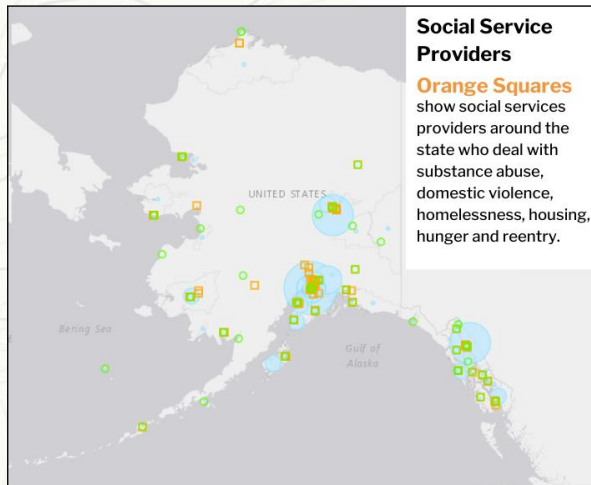 Social Service
Providers
Orange Squares
show social services
providers around the
state who deal with
substance abuse,
domestic violence,
homelessness, housing,
hunger and reentry.
UNITED STATES
Bering Sea
Gulf of
Alaska